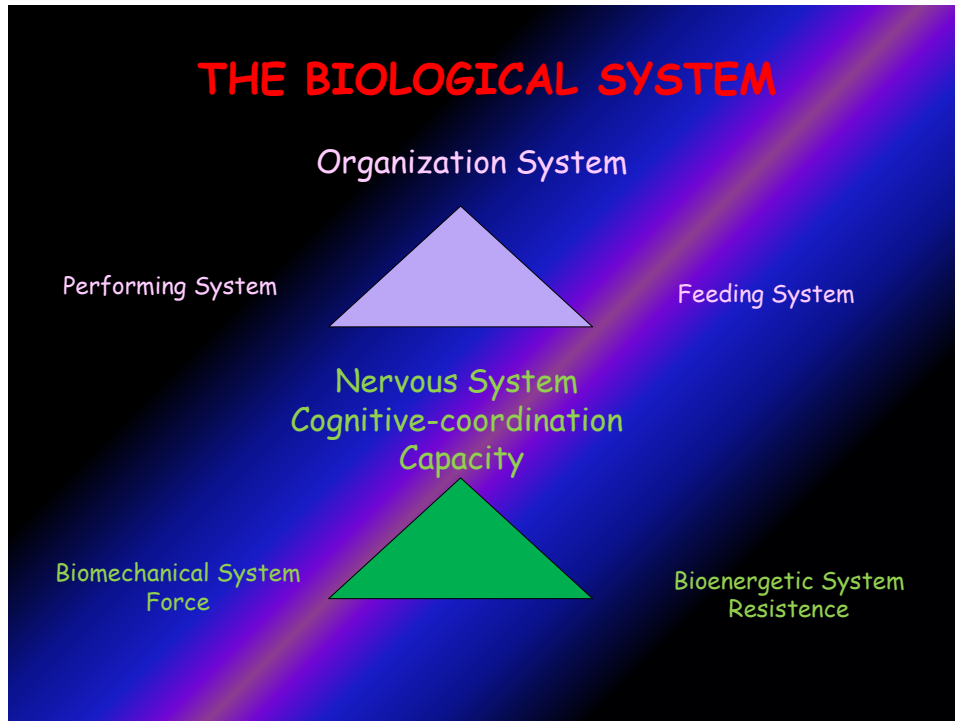 THE BIOLOGICAL SYSTEM
Organization System
Performing System
Feeding System
Nervous System
Cognitive-coordination
Capacity
Biomechanical System
Force
Bioenergetic System
Resistence